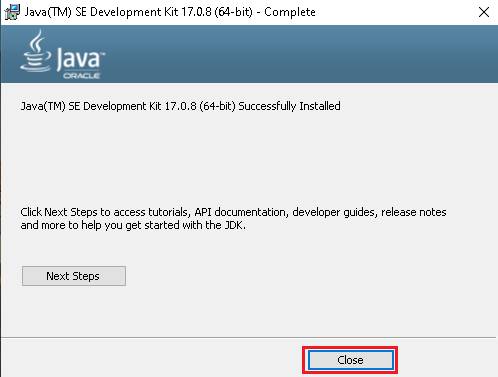 Java(TM) SE Development Kit 17.0.8 (64-bit) - Complete
Java™
ORACLE
Java(TM) SE Development Kit 17.0.8 (64-bit) Successfully Installed
Click Next Steps to access tutorials, API documentation, developer guides, release notes
and more to help you get started with the JDK.
Next Steps
Close